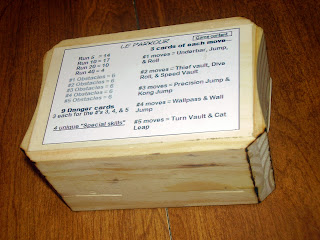 LE PARKOUR
Game content
Run 5 = 14
Run 10 = 17
Run 20 = 10
Run 40 = 4
#1 Obstacles = 6
#2 Obstacles = 6
#3 Obstacles = 6
#4 Obstacles = 6
#5 Obstacles = 6
9 Danger cards
3 each for the #'s 3, 4, & 5
4 unique "Special skills"
3 cards of each move...
#1 moves = Underbar, Jump,
& Roll
#2 moves = Thief vault, Dive
Roll, & Speed Vault
#3 moves = Precision Jump &
Kong Jump
#4 moves = Wallpass & Wall
Jump
#5 moves = Turn Vault & Cat
Leap